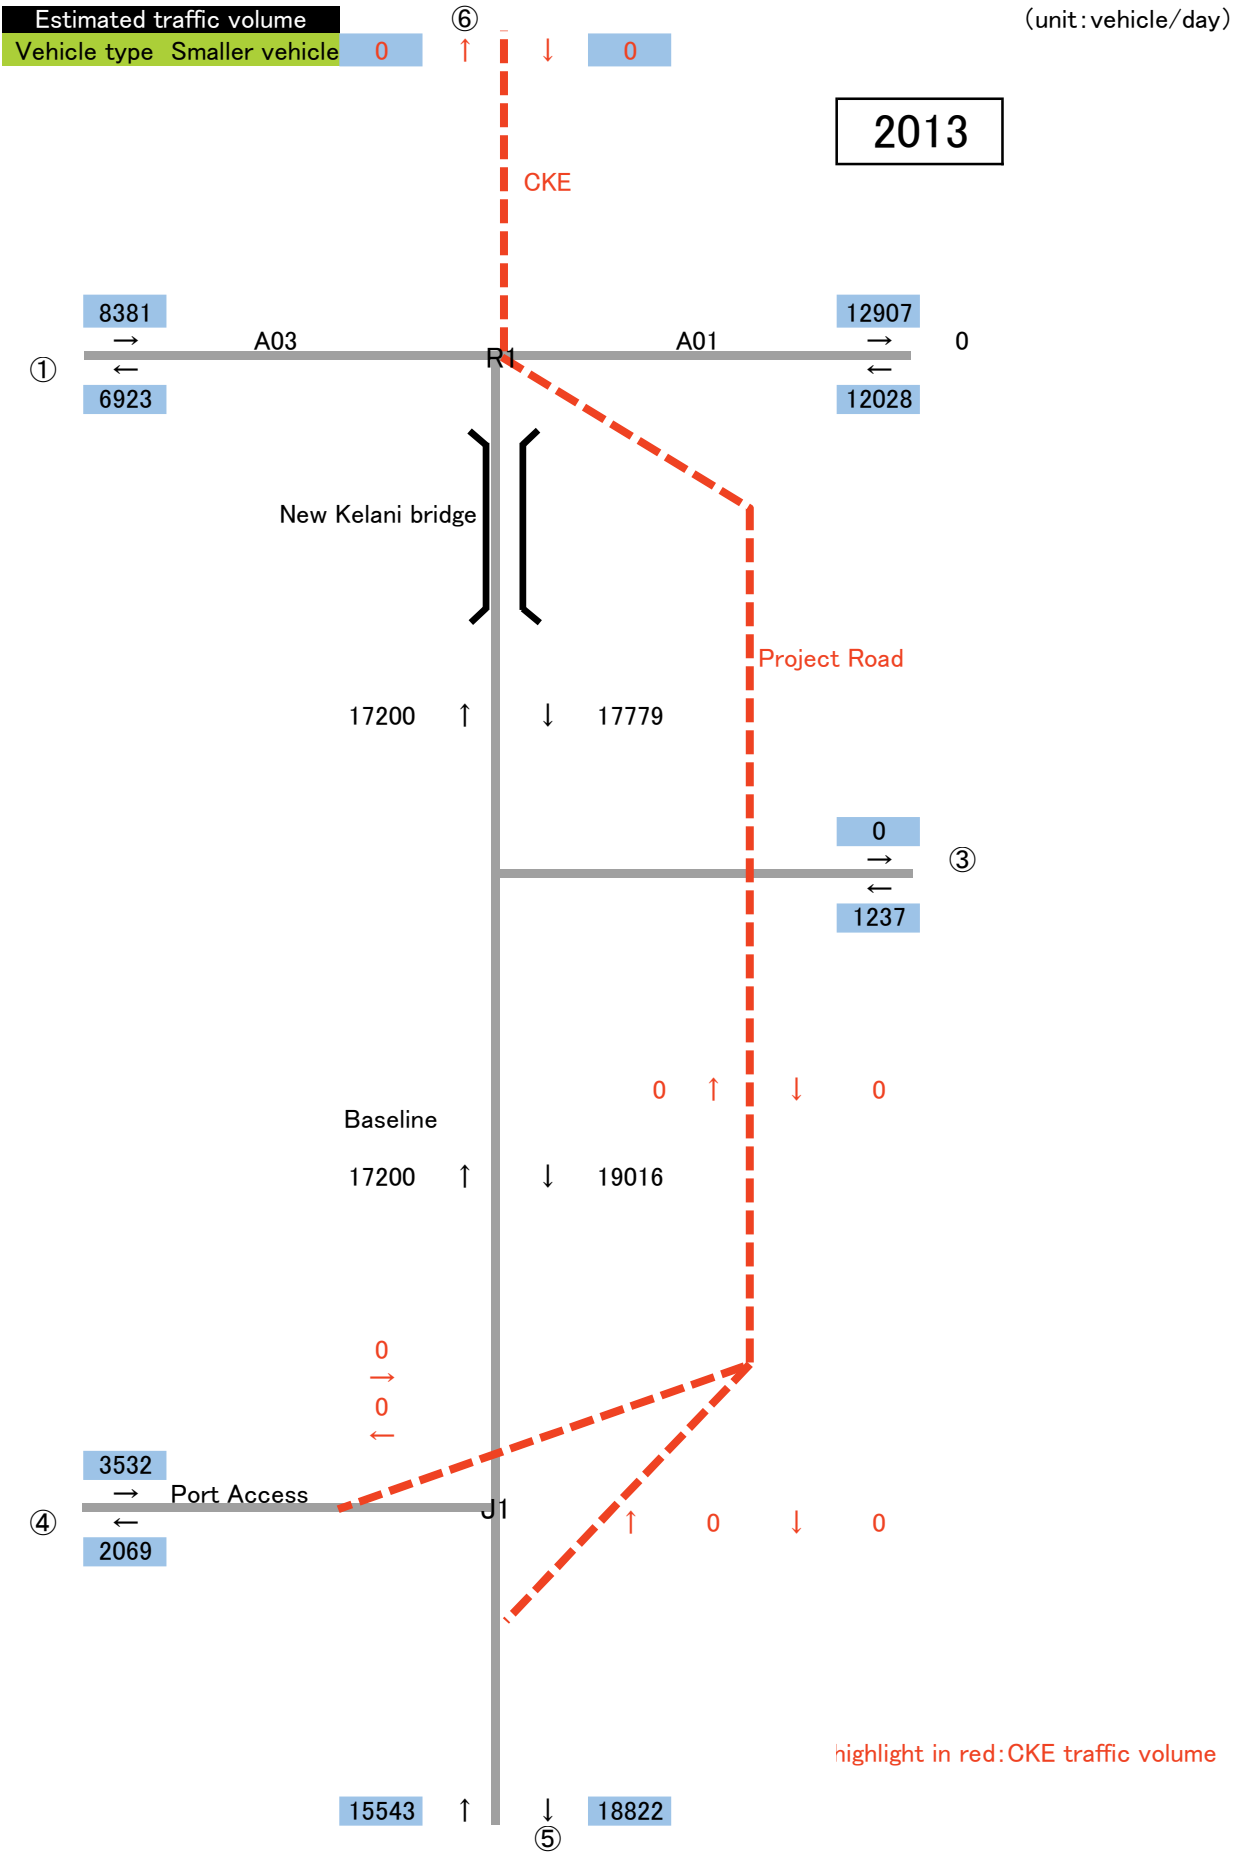 Estimated traffic volume ⑥ (unit:vehicle/day)
Vehicle type Smaller vehicle 0 ↑ ↓ 0
2013
CKE
8381 12907
→ A03 A01 → 0
R1
① ← ←
6923 12028
New Kelani bridge
Project Road
17200 ↑ ↓ 17779
0
→ ③
←
1237
0 ↑ ↓ 0
Baseline
17200 ↑ ↓ 19016
0
→
0
←
3532
→ Port Access
J1
④ ← ↑ 0 ↓ 0
2069
highlight in red:CKE traffic volume
15543 ↑ ↓ 18822
⑤